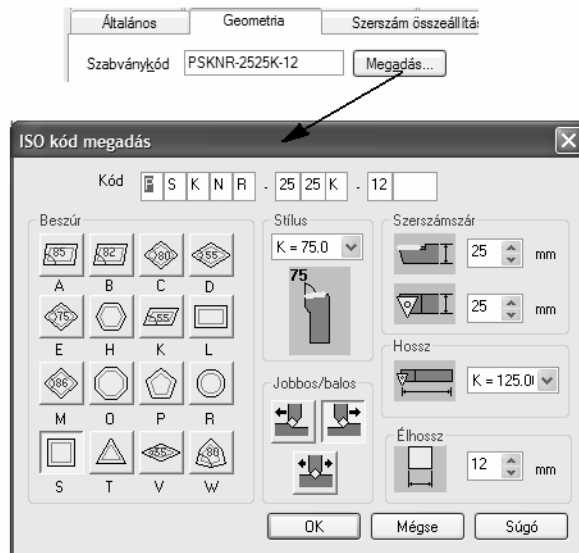 Általános Geometria Szerszám összeállítás
Szabványkód PSKNR-2525K-12 Megadás...
ISO kód megadás
Kód P S K N R - 25 25 K - 12
Beszúr Stílus Szerszámszár
85 82 80 55 K = 75.0 25 mm
A B C D 75
75 55 25 mm
E H K L Hossz
86 K = 125.0
M O P R Jobbos/balos
35 80 Élhossz
S T V W 12 mm
OK Mégse Súgó